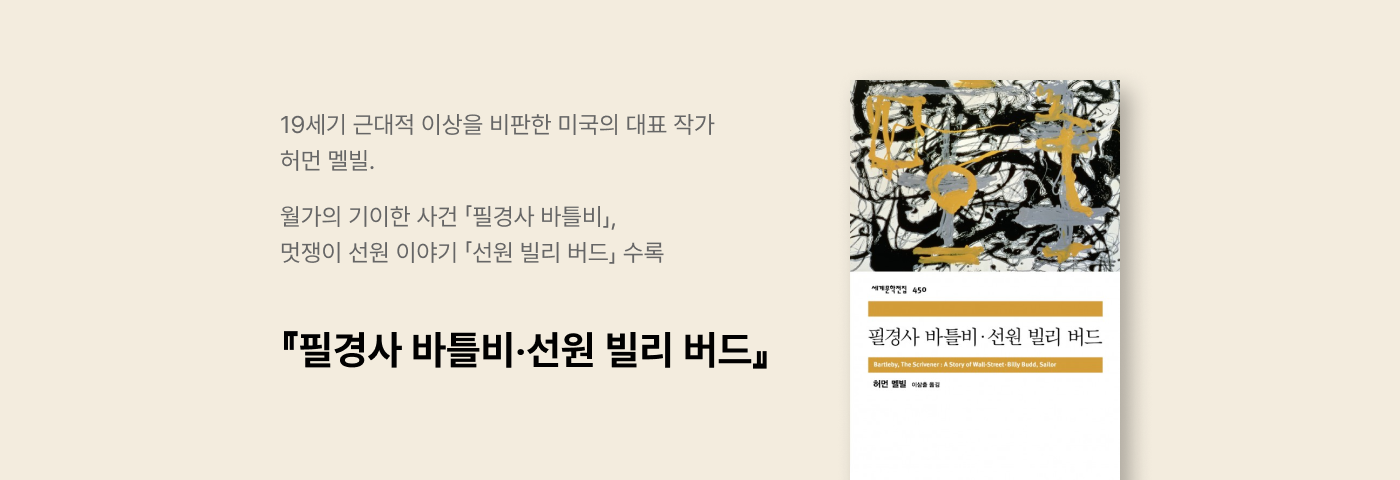 19세기 근대적 이상을 비판한 미국의 대표 작가
허먼 멜빌.
월가의 기이한 사건 「필경사 바틀비」,
멋쟁이 선원 이야기 「선원 빌리 버드」 수록
『필경사 바틀비·선원 빌리 버드』
세계문학전집 450
필경사 바틀비·선원 빌리 버드
Bartleby, The Scrivener : A Story of Wall-Street·Billy Budd, Sailor
허먼 멜빌 이삼출 옮김